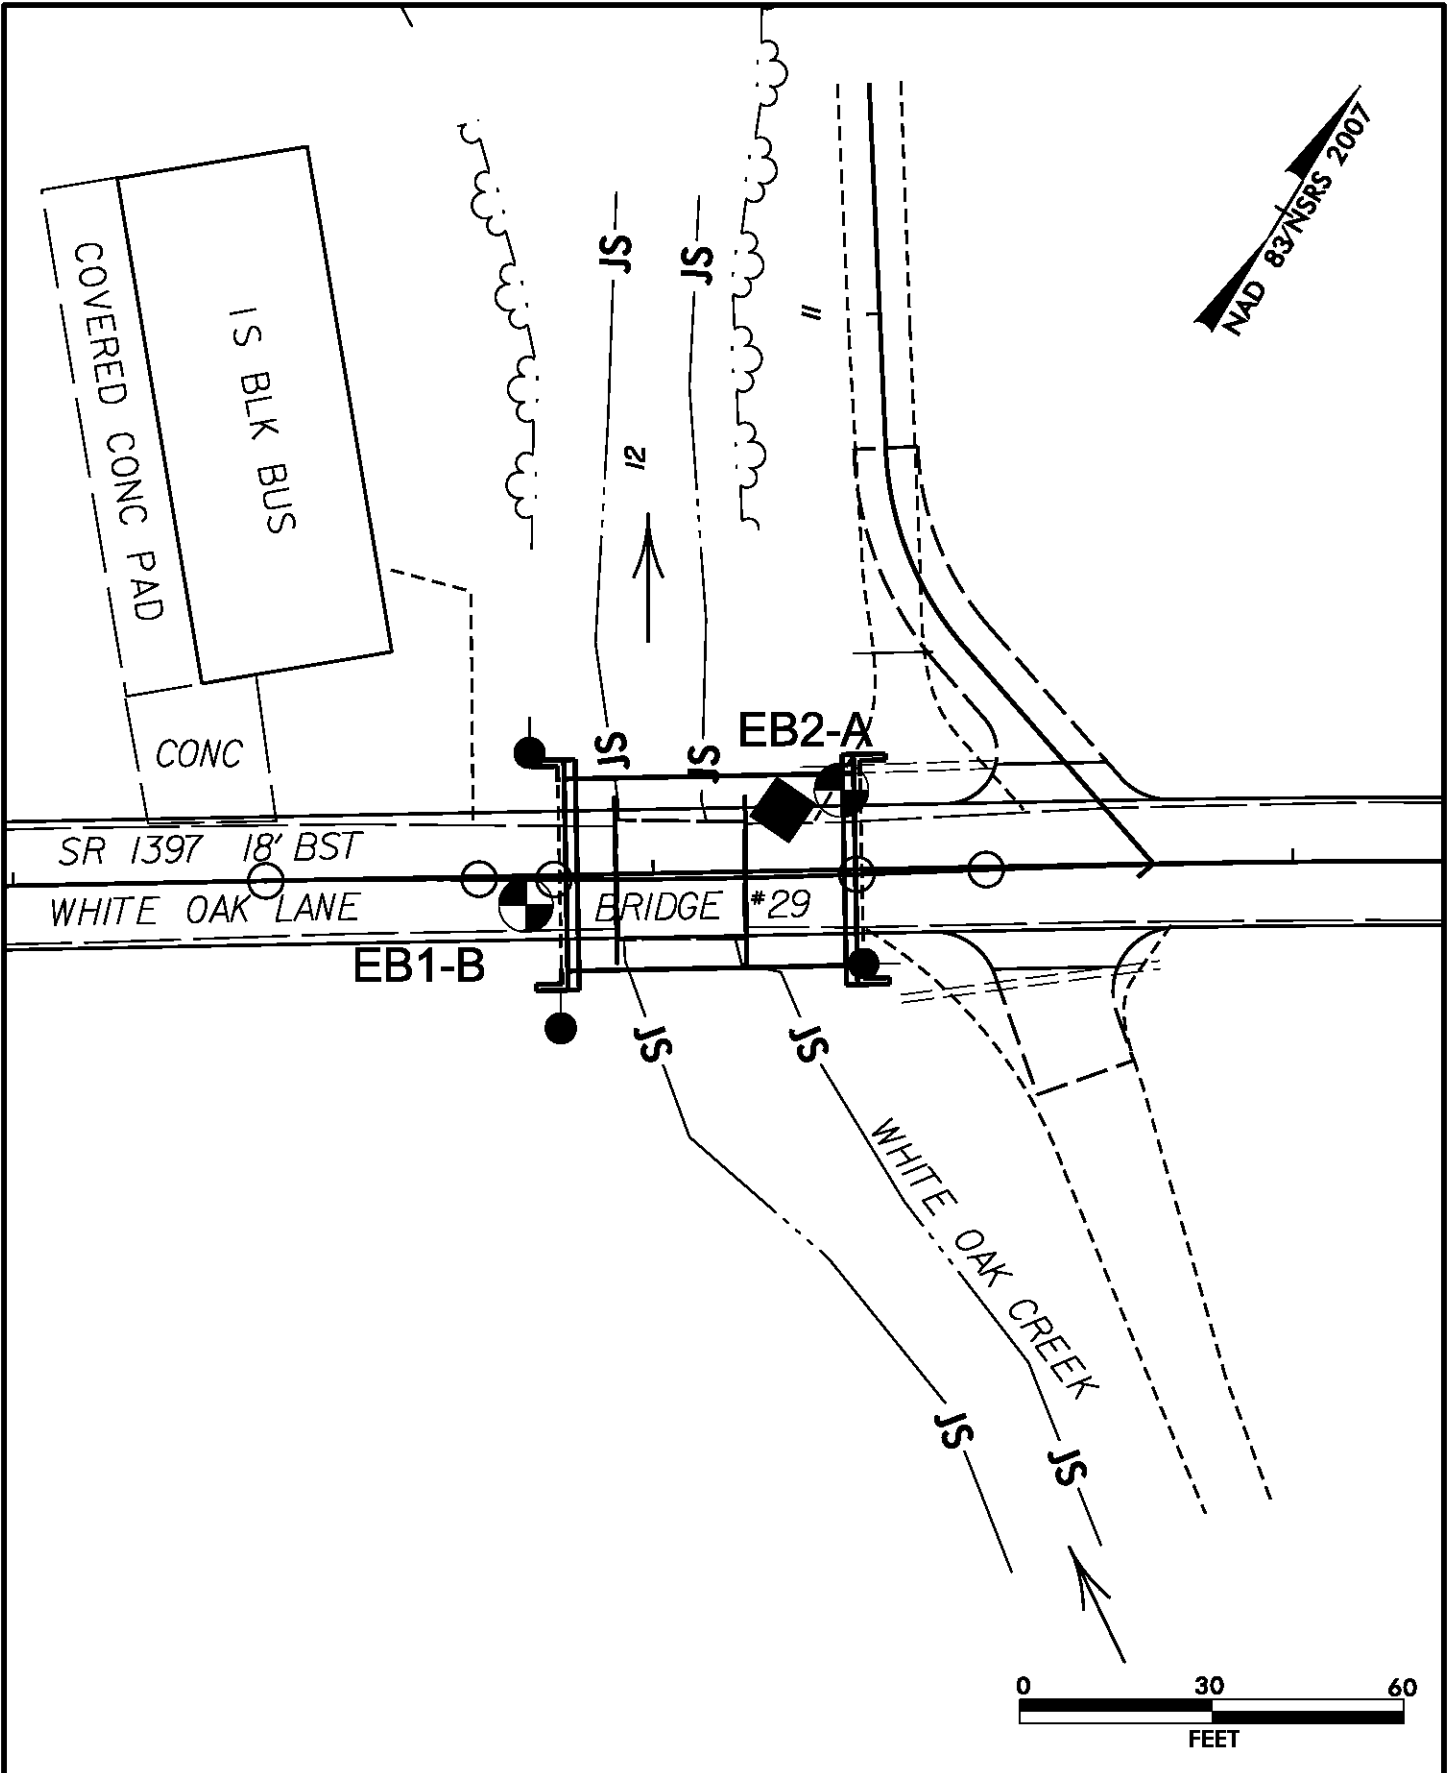 NAD 83/NSRS 2007
COVERED CONC PAD
1S BLK BUS
JS
JS
11
12
CONC
JS
JS
EB2-A
SR 1397 18' BST
WHITE OAK LANE
BRIDGE #29
EB1-B
JS
JS
WHITE OAK CREEK
JS
JS
0 30 60
FEET